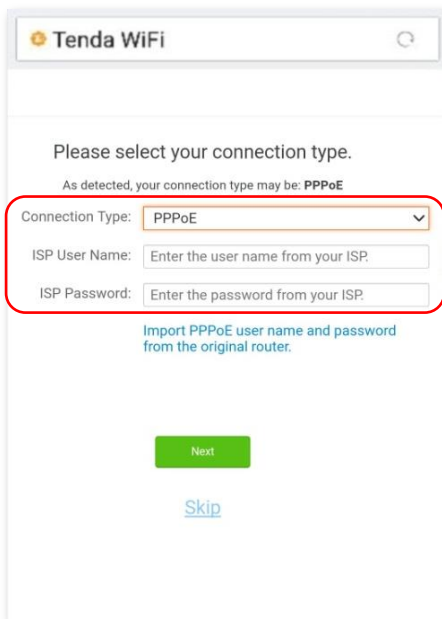 Tenda WiFi
Please select your connection type.
As detected, your connection type may be: PPPoE
Connection Type: PPPoE
ISP User Name: Enter the user name from your ISP.
ISP Password: Enter the password from your ISP.
Import PPPoE user name and password
from the original router.
Next
Skip